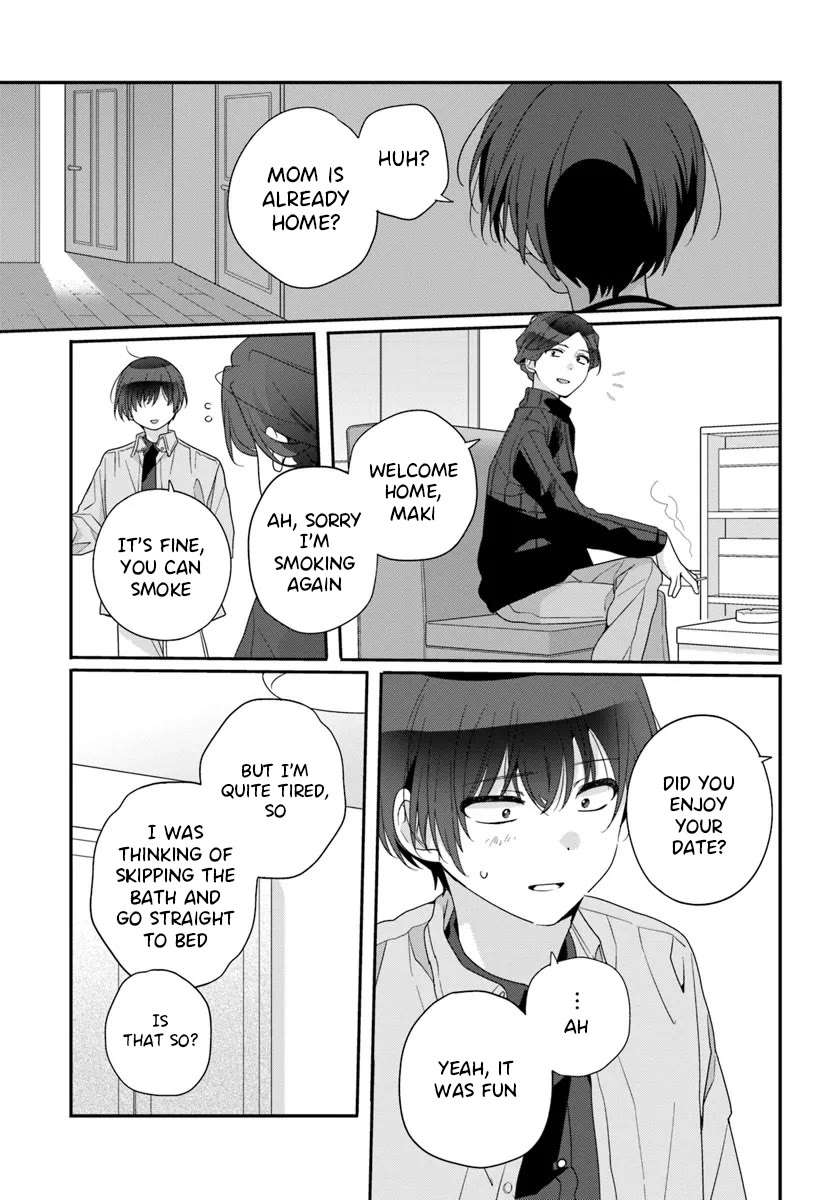 HUH?
MOM IS
ALREADY
HOME?
WELCOME
HOME,
MAKI
AH, SORRY
I'M
SMOKING
AGAIN
IT'S FINE,
YOU CAN
SMOKE
DID YOU
ENJOY
YOUR
DATE?
...
AH
YEAH, IT
WAS FUN
BUT I'M
QUITE TIRED,
SO
I WAS
THINKING OF
SKIPPING THE
BATH AND
GO STRAIGHT
TO BED
IS
THAT SO?